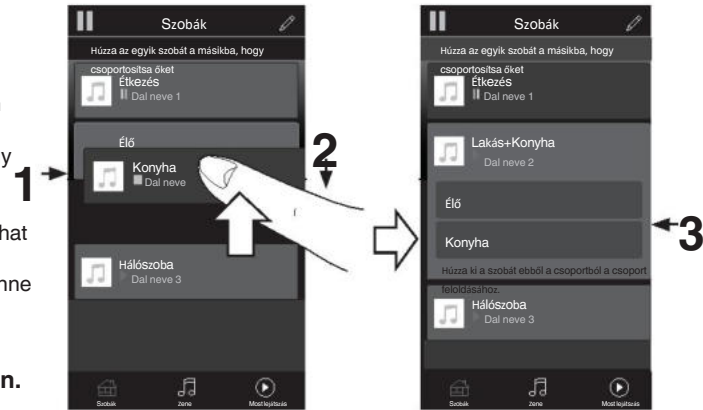 y
hat
nne
n.
1
2
3
Szobák
Húzza az egyik szobát a másikba, hogy
csoportosítsa őket
Étkezés
Dal neve 1
Élő
Konyha
Dal neve
Hálószoba
Dal neve 3
Szobák
zene
Most lejátszás
Szobák
Húzza az egyik szobát a másikba, hogy
csoportosítsa őket
Étkezés
Dal neve 1
Lakás+Konyha
Dal neve 2
Élő
Konyha
Húzza ki a szobát ebből a csoportból a csoport
feloldásához.
Hálószoba
Dal neve 3
Szobák
zene
Most lejátszás